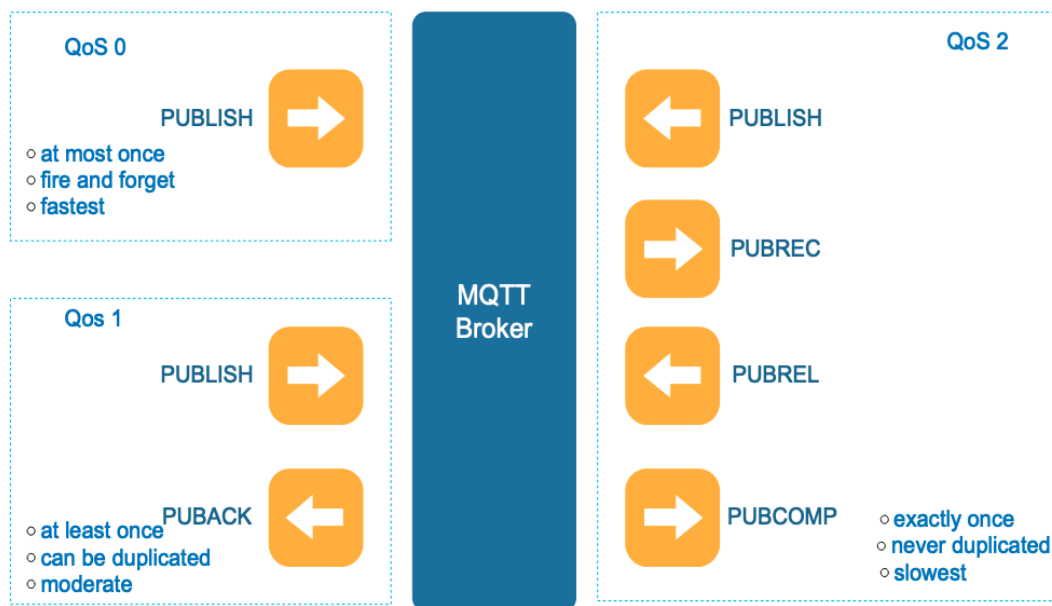 QoS 0
PUBLISH
at most once
fire and forget
fastest
Qos 1
PUBLISH
PUBACK
at least once
can be duplicated
moderate
MQTT
Broker
QoS 2
PUBLISH
PUBREC
PUBREL
PUBCOMP
exactly once
never duplicated
slowest